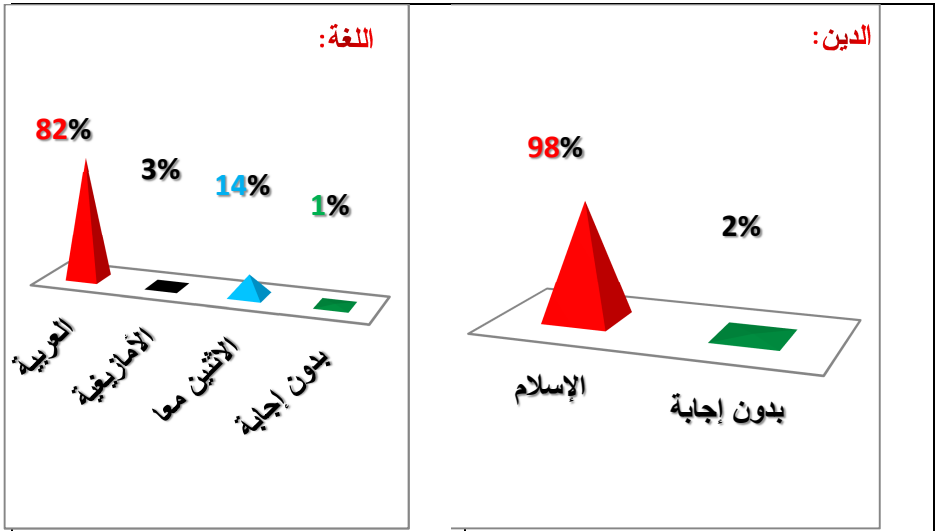 الدين:
98%
2%
الإسلام
بدون إجابة
اللغة:
82%
3%
14%
1%
العربية
الأمازيغية
الاثنين معا
بدون إجابة